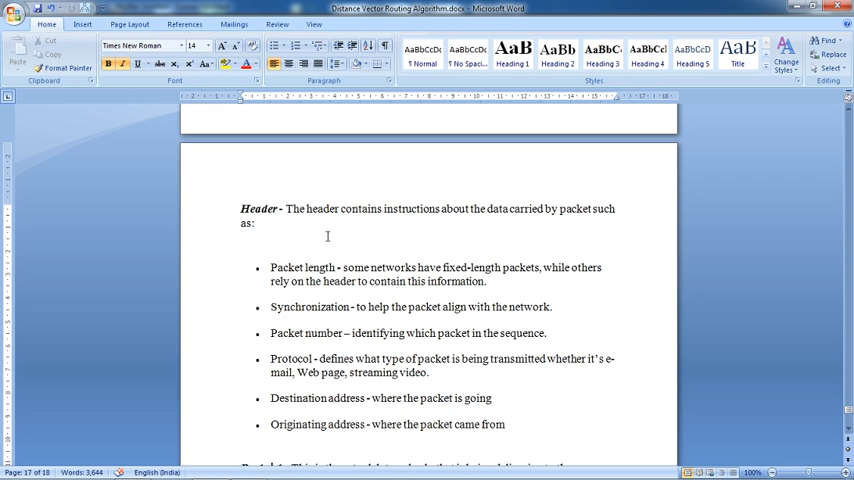 Distance Vector Routing Algorithm.docx - Microsoft Word
Home Insert Page Layout References Mailings Review View
Paste
Cut
Copy
Format Painter
Clipboard
Times New Roman 14
Font
Paragraph
AaBbCcDc AaBbCcDc AaB AaBb AaBbCc AaBbCc AaBbCcD AaB
¶ Normal ¶ No Spaci... Heading 1 Heading 2 Heading 3 Heading 4 Heading 5 Title
Change
Styles
Styles
Find
Replace
Select
Editing
Header - The header contains instructions about the data carried by packet such
as:
• Packet length - some networks have fixed-length packets, while others
rely on the header to contain this information.
• Synchronization - to help the packet align with the network.
• Packet number – identifying which packet in the sequence.
• Protocol - defines what type of packet is being transmitted whether it's e-
mail, Web page, streaming video.
• Destination address - where the packet is going
• Originating address - where the packet came from
Page: 17 of 18 Words: 3,644 English (India) 100%